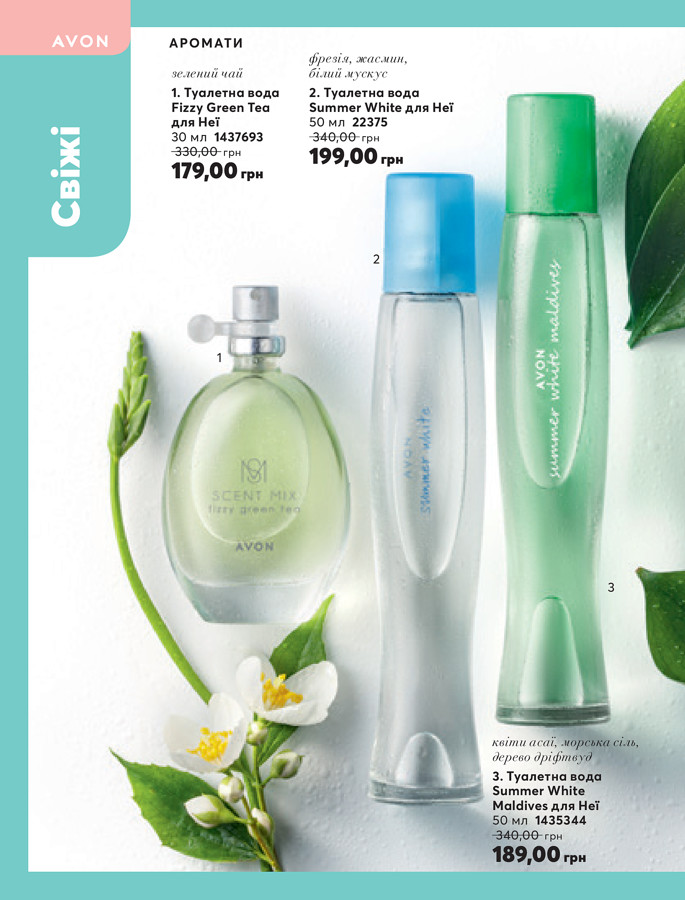 AVON
Свіжі
АРОМАТИ
зелений чай
1. Туалетна вода
Fizzy Green Tea
для Неї
30 мл 1437693
330,00 грн
179,00 грн
фрезія, жасмин,
білий мускус
2. Туалетна вода
Summer White для Неї
50 мл 22375
340,00 грн
199,00 грн
2
1
AVON
summer white maldives
AVON
summer white
SM
SCENT MIX
fizzy green tea
AVON
3
квіти асаї, морська сіль,
дерево дріфтвуд
3. Туалетна вода
Summer White
Maldives для Неї
50 мл 1435344
340,00 грн
189,00 грн